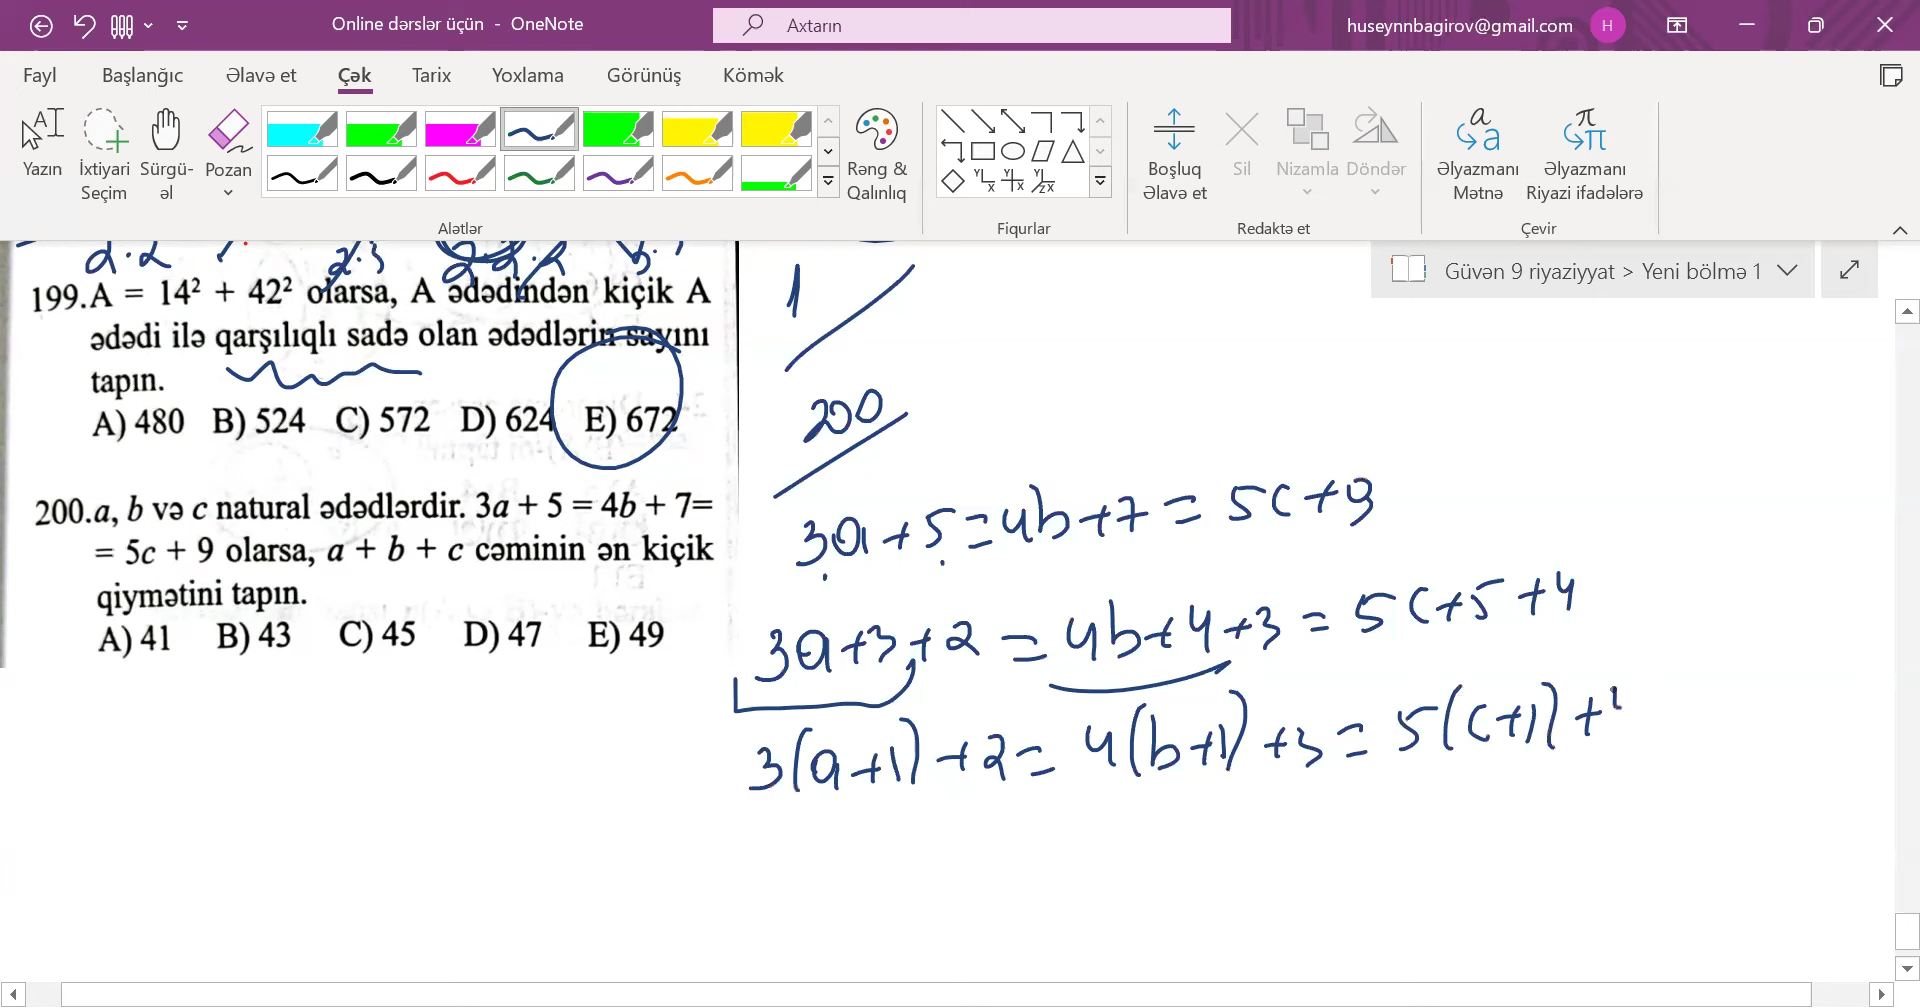 Online dərslər üçün - OneNote
Axtarın
huseynnbagirov@gmail.com
H
Fayl Başlanğıc Əlavə et Çək Tarix Yoxlama Görünüş Kömək
Yazın
İxtiyari Seçim
Sürgü-əl
Pozan
Rəng & Qalınlıq
Boşluq Əlavə et
Sil
Nizamla
Döndər
Əlyazmanı Mətnə
Əlyazmanı Riyazi ifadələrə
Alətlər
Fiqurlar
Redaktə et
Çevir
Güvən 9 riyaziyyat > Yeni bölmə 1
199. A = 14² + 42² olarsa, A ədədindən kiçik A
ədədi ilə qarşılıqlı sadə olan ədədlərin sayını
tapın.
A) 480 B) 524 C) 572 D) 624 E) 672
200. a, b və c natural ədədlərdir. 3a + 5 = 4b + 7=
= 5c + 9 olarsa, a + b + c cəminin ən kiçik
qiymətini tapın.
A) 41 B) 43 C) 45 D) 47 E) 49
1
200
3a+5=4b+7=5c+9
3a+3+2=4b+4+3=5c+5+4
3(a+1)+2=4(b+1)+3=5(c+1)+